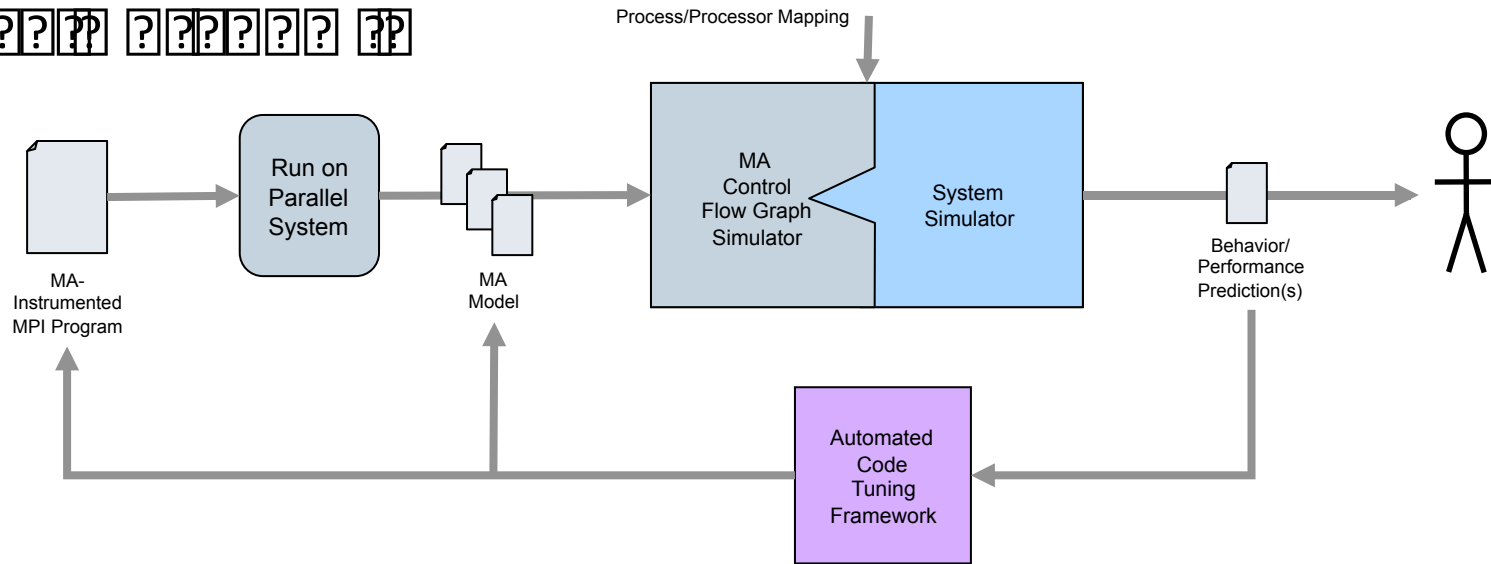 Process/Processor Mapping
Run on
Parallel
System
MA
Control
Flow Graph
Simulator
System
Simulator
MA-
Instrumented
MPI Program
MA
Model
Behavior/
Performance
Prediction(s)
Automated
Code
Tuning
Framework